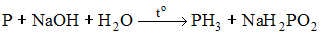 P + NaOH + H₂O —t°→ PH₃ + NaH₂PO₂